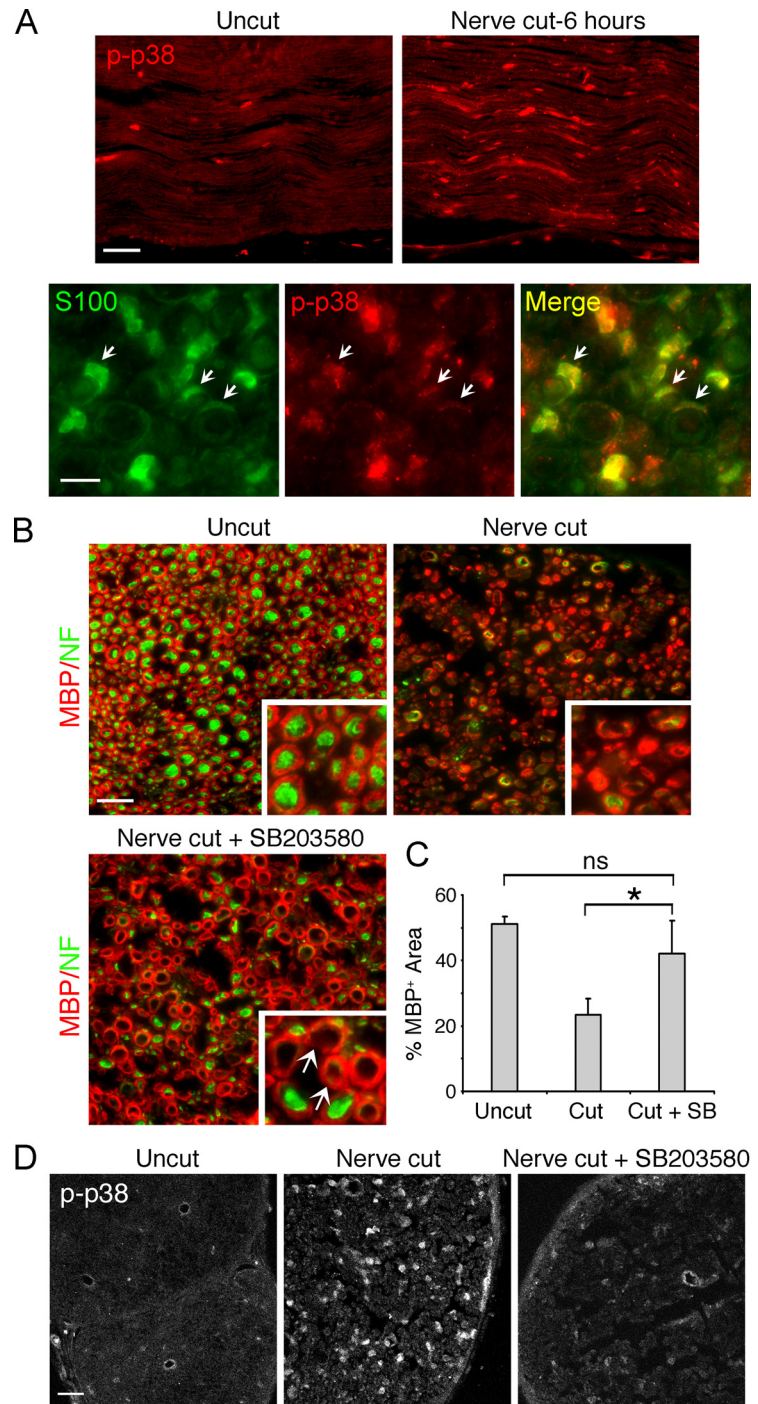 A
Uncut
Nerve cut-6 hours
p-p38
S100
p-p38
Merge
B
Uncut
Nerve cut
MBP/NF
Nerve cut + SB203580
MBP/NF
C
ns
*
% MBP⁺ Area
60
40
20
0
Uncut
Cut
Cut + SB
D
Uncut
Nerve cut
Nerve cut + SB203580
p-p38